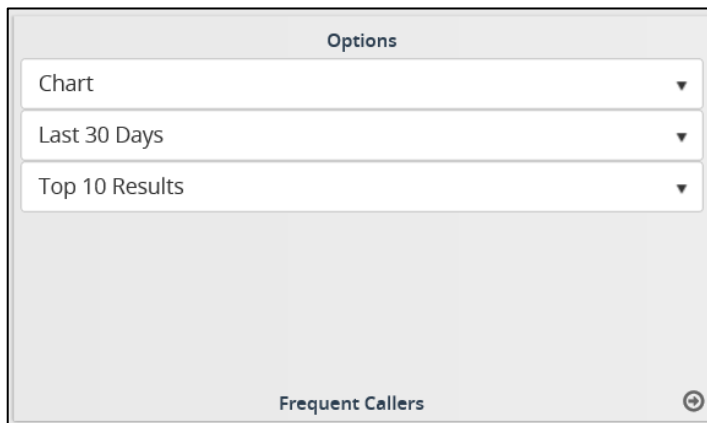 Options
Chart
Last 30 Days
Top 10 Results
Frequent Callers